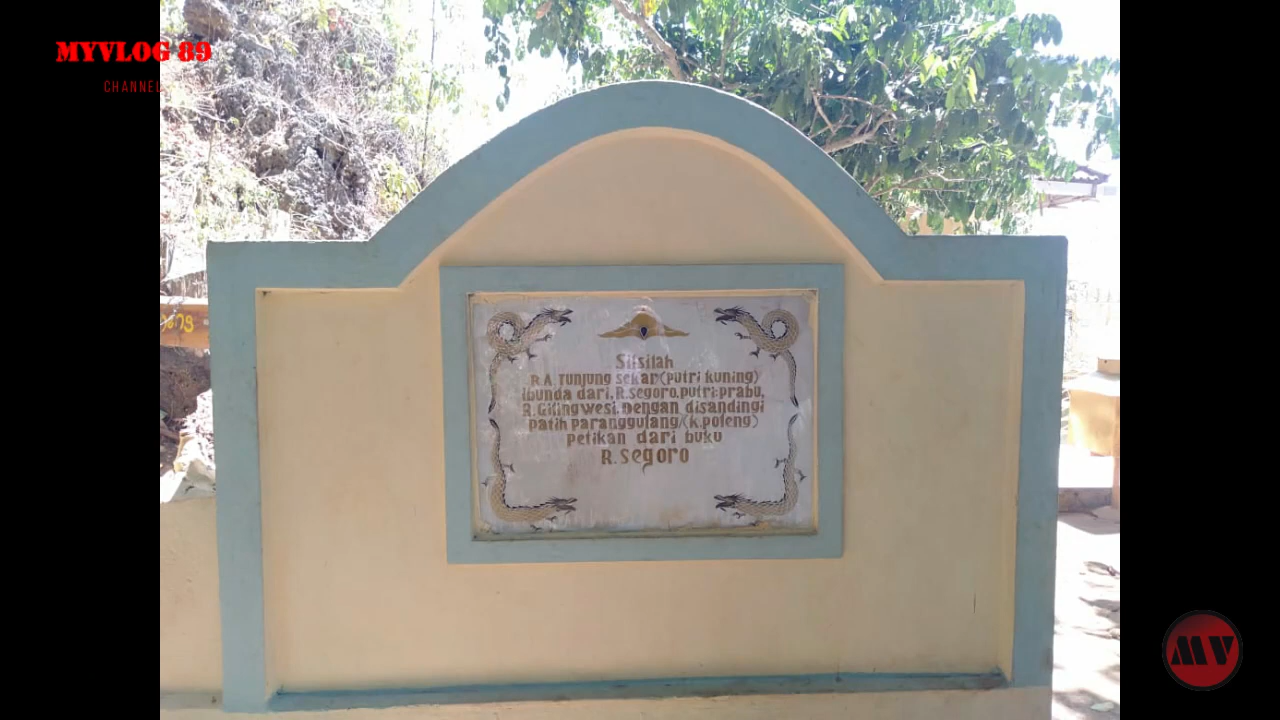 MYVLOG 89
CHANNEL
ong
Silsilah
R.A. Tunjung sekar (putri kuning)
ibunda dari, R.segoro, putri:prabu,
R.Gilingwesi, Dengan disandingi
patih paranggulang/(k.poleng)
petikan dari buku
R.segoro
MV